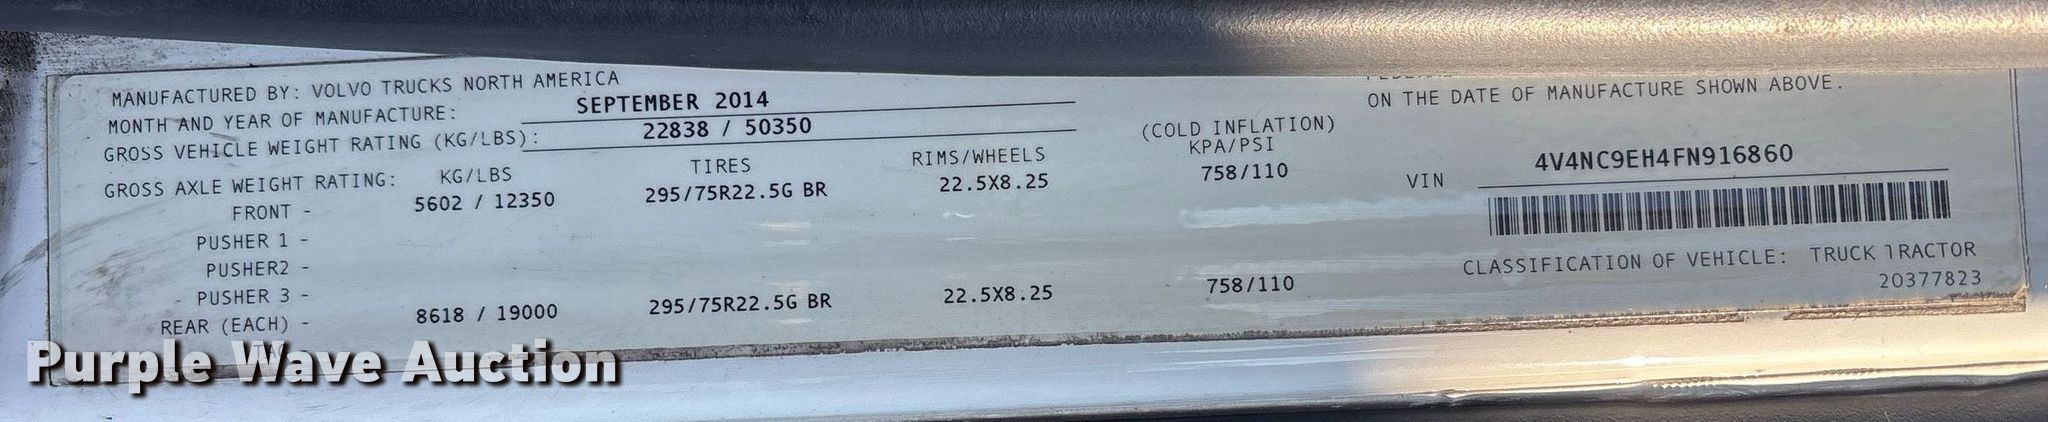 MANUFACTURED BY: VOLVO TRUCKS NORTH AMERICA
MONTH AND YEAR OF MANUFACTURE: SEPTEMBER 2014
GROSS VEHICLE WEIGHT RATING (KG/LBS): 22838 / 50350
GROSS AXLE WEIGHT RATING: KG/LBS TIRES RIMS/WHEELS (COLD INFLATION) KPA/PSI
FRONT - 5602 / 12350 295/75R22.5G BR 22.5X8.25 758/110
PUSHER 1 -
PUSHER2 -
PUSHER 3 -
REAR (EACH) - 8618 / 19000 295/75R22.5G BR 22.5X8.25 758/110
ON THE DATE OF MANUFACTURE SHOWN ABOVE.
VIN 4V4NC9EH4FN916860
CLASSIFICATION OF VEHICLE: TRUCK TRACTOR
20377823
Purple Wave Auction